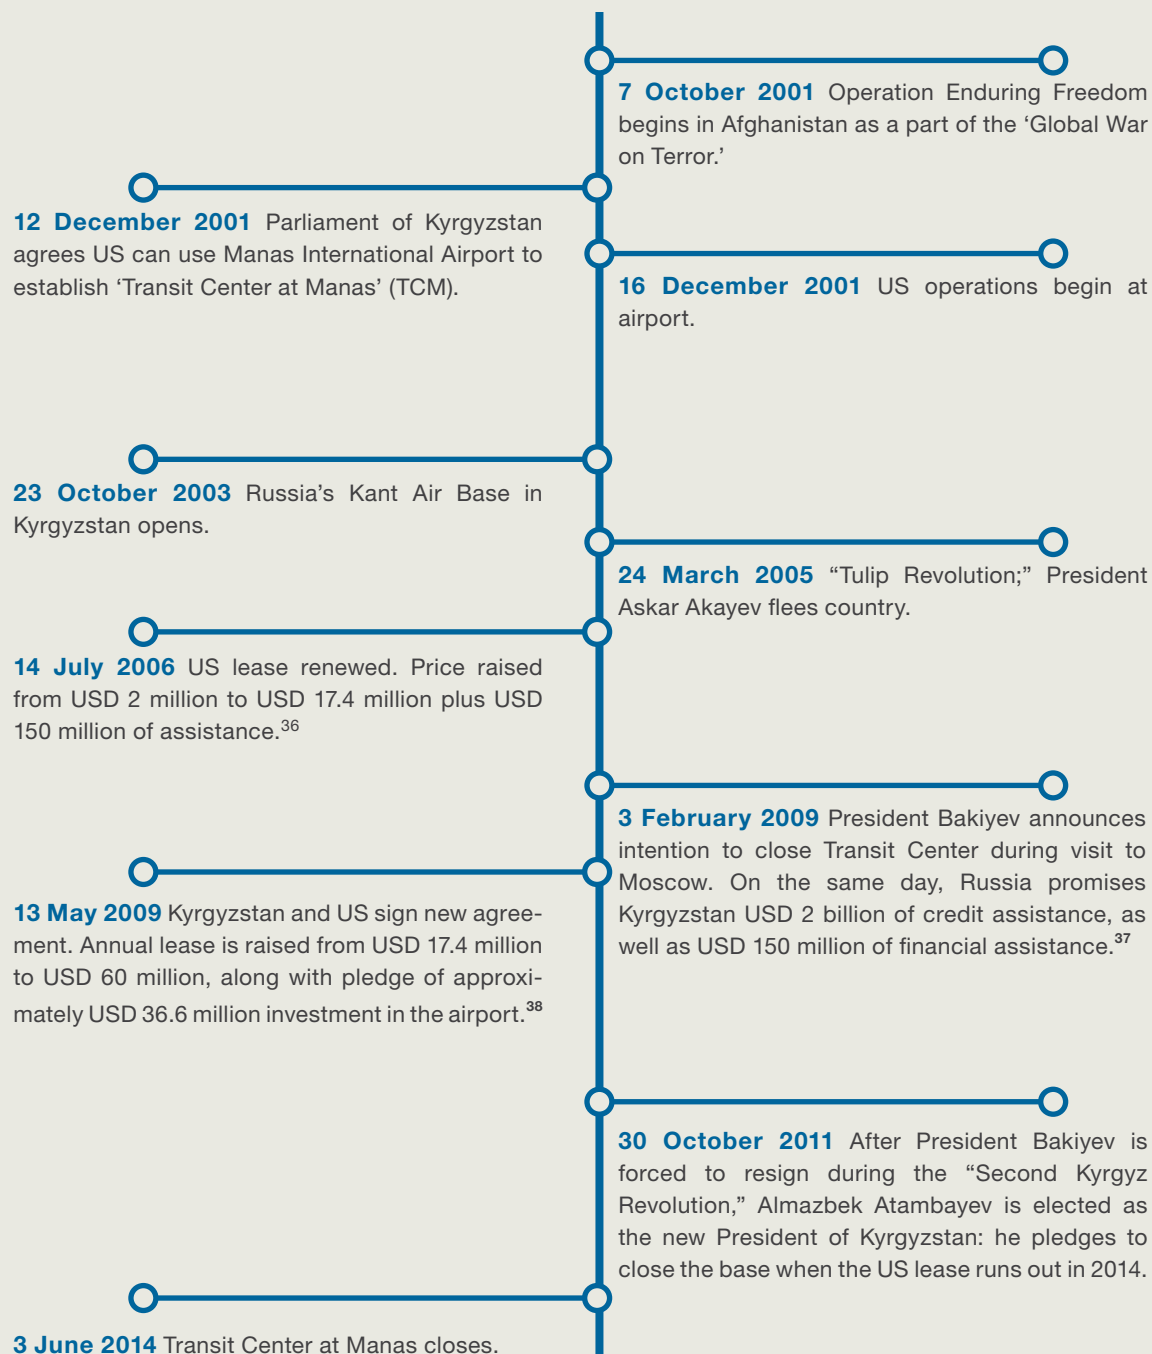 7 October 2001 Operation Enduring Freedom
begins in Afghanistan as a part of the ‘Global War
on Terror.’
12 December 2001 Parliament of Kyrgyzstan
agrees US can use Manas International Airport to
establish ‘Transit Center at Manas’ (TCM).
16 December 2001 US operations begin at
airport.
23 October 2003 Russia’s Kant Air Base in
Kyrgyzstan opens.
24 March 2005 “Tulip Revolution;” President
Askar Akayev flees country.
14 July 2006 US lease renewed. Price raised
from USD 2 million to USD 17.4 million plus USD
150 million of assistance.36
3 February 2009 President Bakiyev announces
intention to close Transit Center during visit to
Moscow. On the same day, Russia promises
Kyrgyzstan USD 2 billion of credit assistance, as
well as USD 150 million of financial assistance.37
13 May 2009 Kyrgyzstan and US sign new agree-
ment. Annual lease is raised from USD 17.4 million
to USD 60 million, along with pledge of approxi-
mately USD 36.6 million investment in the airport.38
30 October 2011 After President Bakiyev is
forced to resign during the “Second Kyrgyz
Revolution,” Almazbek Atambayev is elected as
the new President of Kyrgyzstan: he pledges to
close the base when the US lease runs out in 2014.
3 June 2014 Transit Center at Manas closes.